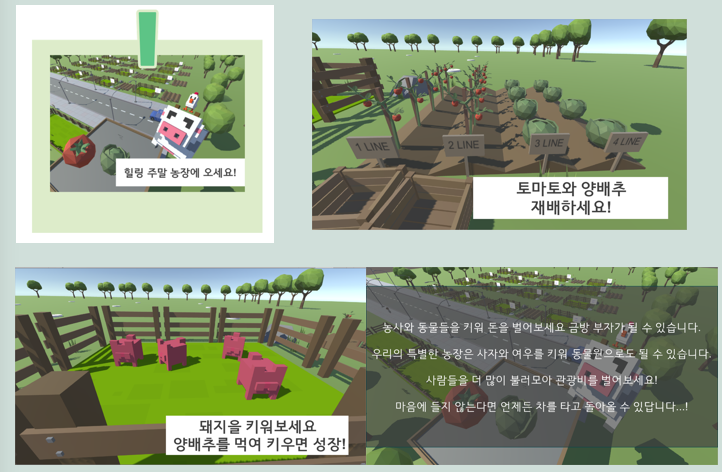 힐링 주말 농장에 오세요!
1 LINE
2 LINE
3 LINE
4 LINE
토마토와 양배추
재배하세요!
돼지을 키워보세요
양배추를 먹여 키우면 성장!
농사와 동물들을 키워 돈을 벌어보세요 금방 부자가 될 수 있습니다.
우리의 특별한 농장은 사자와 여우를 키워 동물원으로도 될 수 있습니다.
사람들을 더 많이 불러모아 관광비를 벌어보세요!
마음에 들지 않는다면 언제든 차를 타고 돌아올 수 있답니다...!